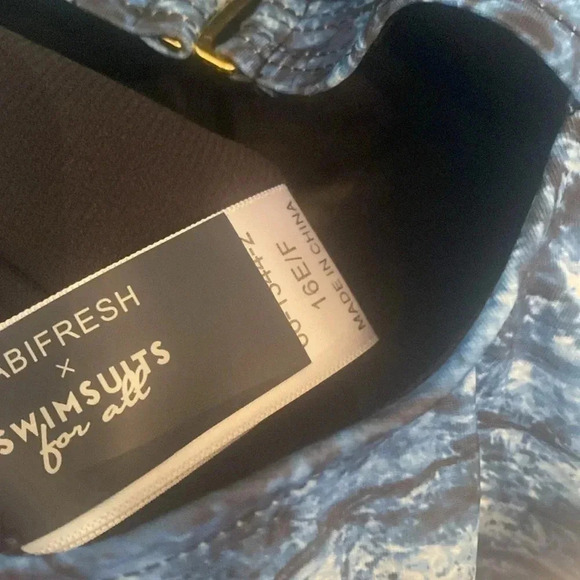 ABIFRESH
×
SWIMSUITS
for all
16E/F
MADE IN CHINA